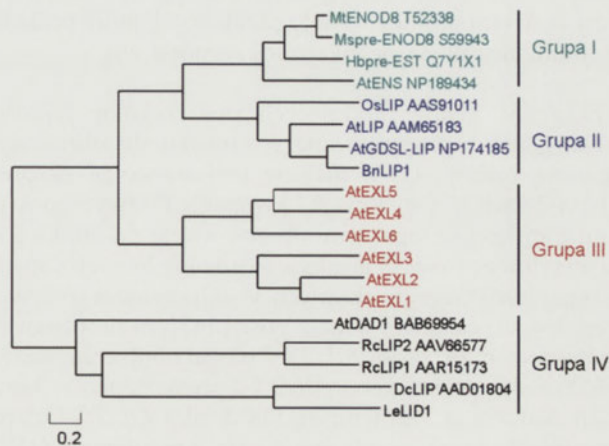 MtENOD8 T52338
Mspre-ENOD8 S59943
Hbpre-EST Q7Y1X1
AtENS NP189434
Grupa I
OsLIP AAS91011
AtLIP AAM65183
AtGDSL-LIP NP174185
BnLIP1
Grupa II
AtEXL5
AtEXL4
AtEXL6
AtEXL3
AtEXL2
AtEXL1
Grupa III
AtDAD1 BAB69954
RcLIP2 AAV66577
RcLIP1 AAR15173
DcLIP AAD01804
LeLID1
Grupa IV
0.2